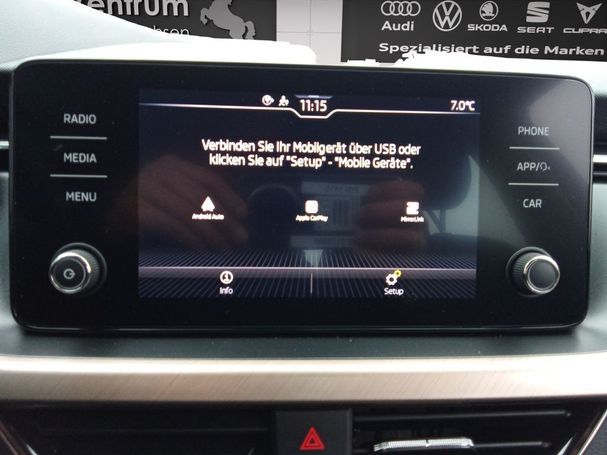 zentrum
Audi
SKODA
SEAT
CUPRA
Spezialisiert auf die Marken
RADIO
MEDIA
MENU
11:15
7.0°C
Verbinden Sie Ihr Mobilgerät über USB oder
klicken Sie auf "Setup" - "Mobile Geräte".
Android Auto
Apple CarPlay
MirrorLink
Info
Setup
PHONE
APP/
CAR